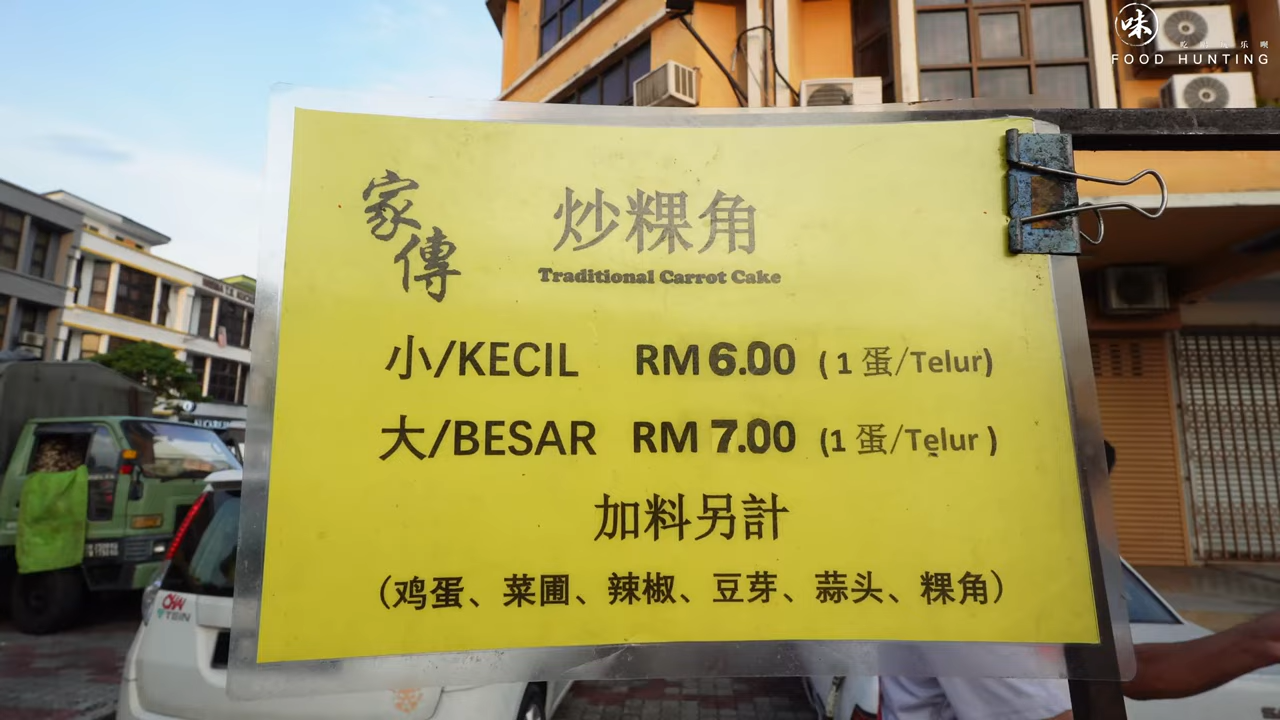 味
FOOD HUNTING
家傳
炒粿角
Traditional Carrot Cake
小/KECIL RM 6.00 (1 蛋/Telur)
大/BESAR RM 7.00 (1 蛋/Telur )
加料另計
(鸡蛋、菜圃、辣椒、豆芽、蒜头、粿角)
TEIN